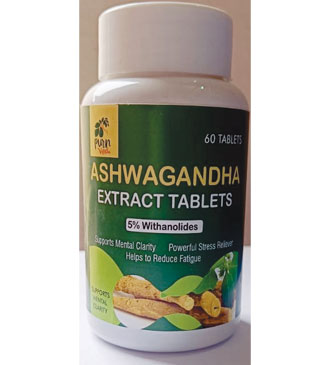 60 TABLETS
ASHWAGANDHA
EXTRACT TABLETS
5% Withanolides
Supports Mental Clarity Powerful Stress Reliever
Helps to Reduce Fatigue
SUPPORTS
MENTAL
CLARITY